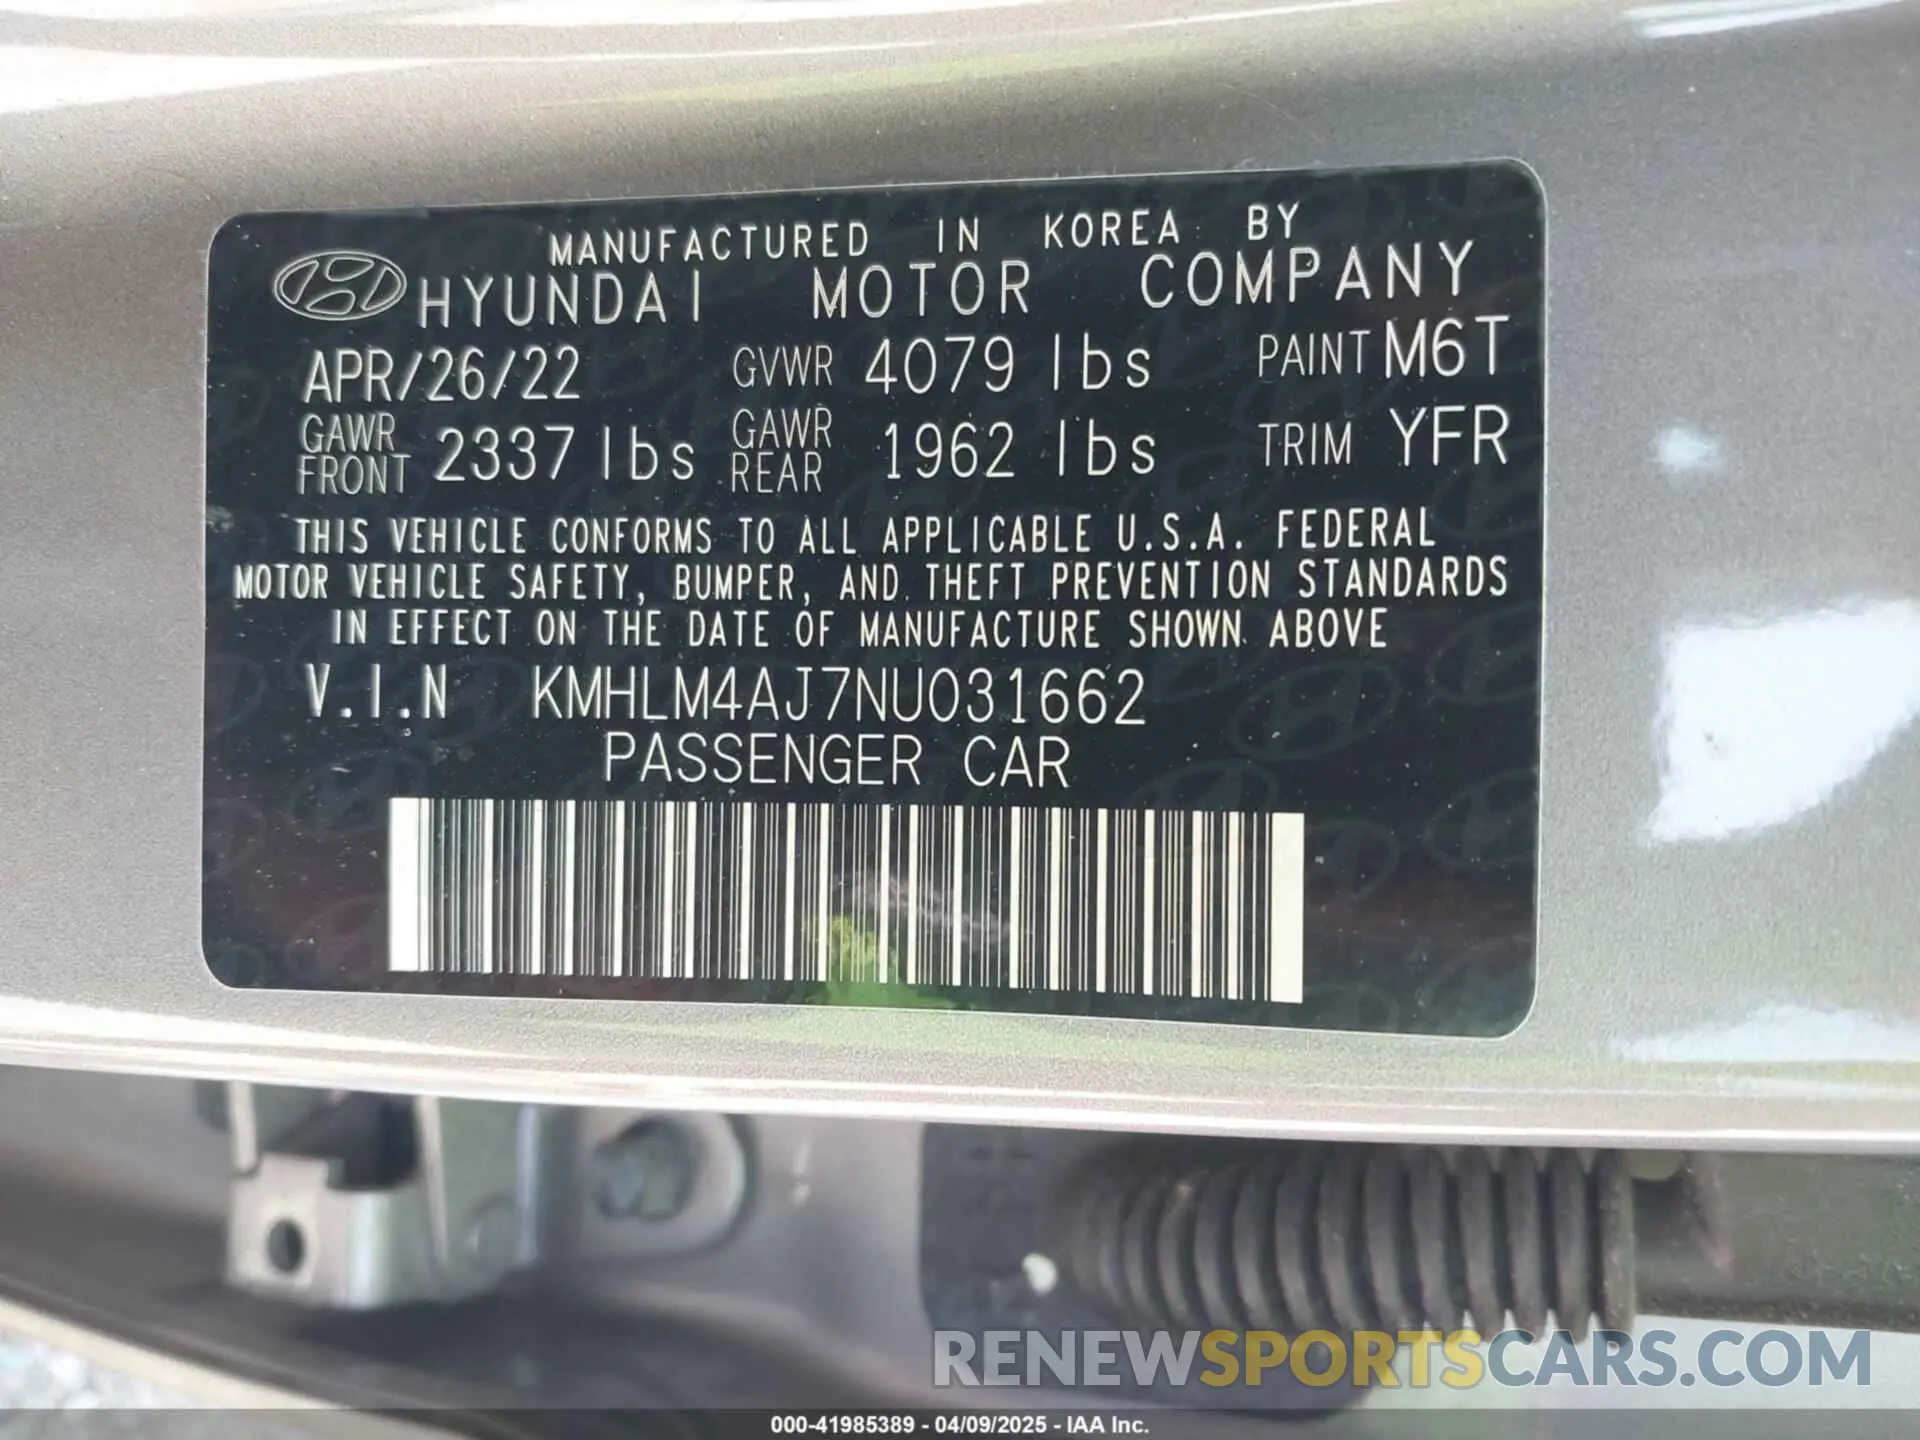 MANUFACTURED IN KOREA BY
HYUNDAI MOTOR COMPANY
APR/26/22 GVWR 4079 lbs PAINT M6T
GAWR FRONT 2337 lbs GAWR REAR 1962 lbs TRIM YFR
THIS VEHICLE CONFORMS TO ALL APPLICABLE U.S.A. FEDERAL
MOTOR VEHICLE SAFETY, BUMPER, AND THEFT PREVENTION STANDARDS
IN EFFECT ON THE DATE OF MANUFACTURE SHOWN ABOVE
V.I.N KMHLM4AJ7NU031662
PASSENGER CAR
RENEWSPORTSCARS.COM
000-41985389 - 04/09/2025 - IAA Inc.